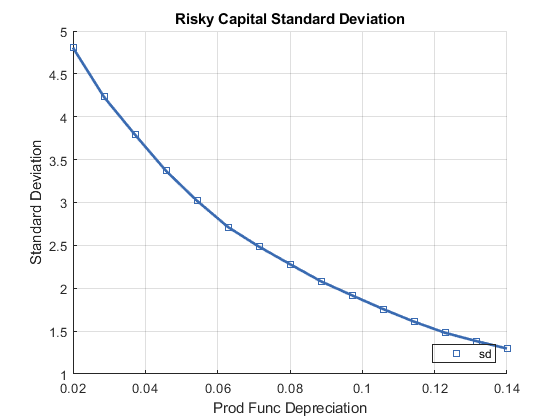 Risky Capital Standard Deviation
5
4.5
4
3.5
3
2.5
2
1.5
1
Standard Deviation
sd
0.02 0.04 0.06 0.08 0.1 0.12 0.14
Prod Func Depreciation